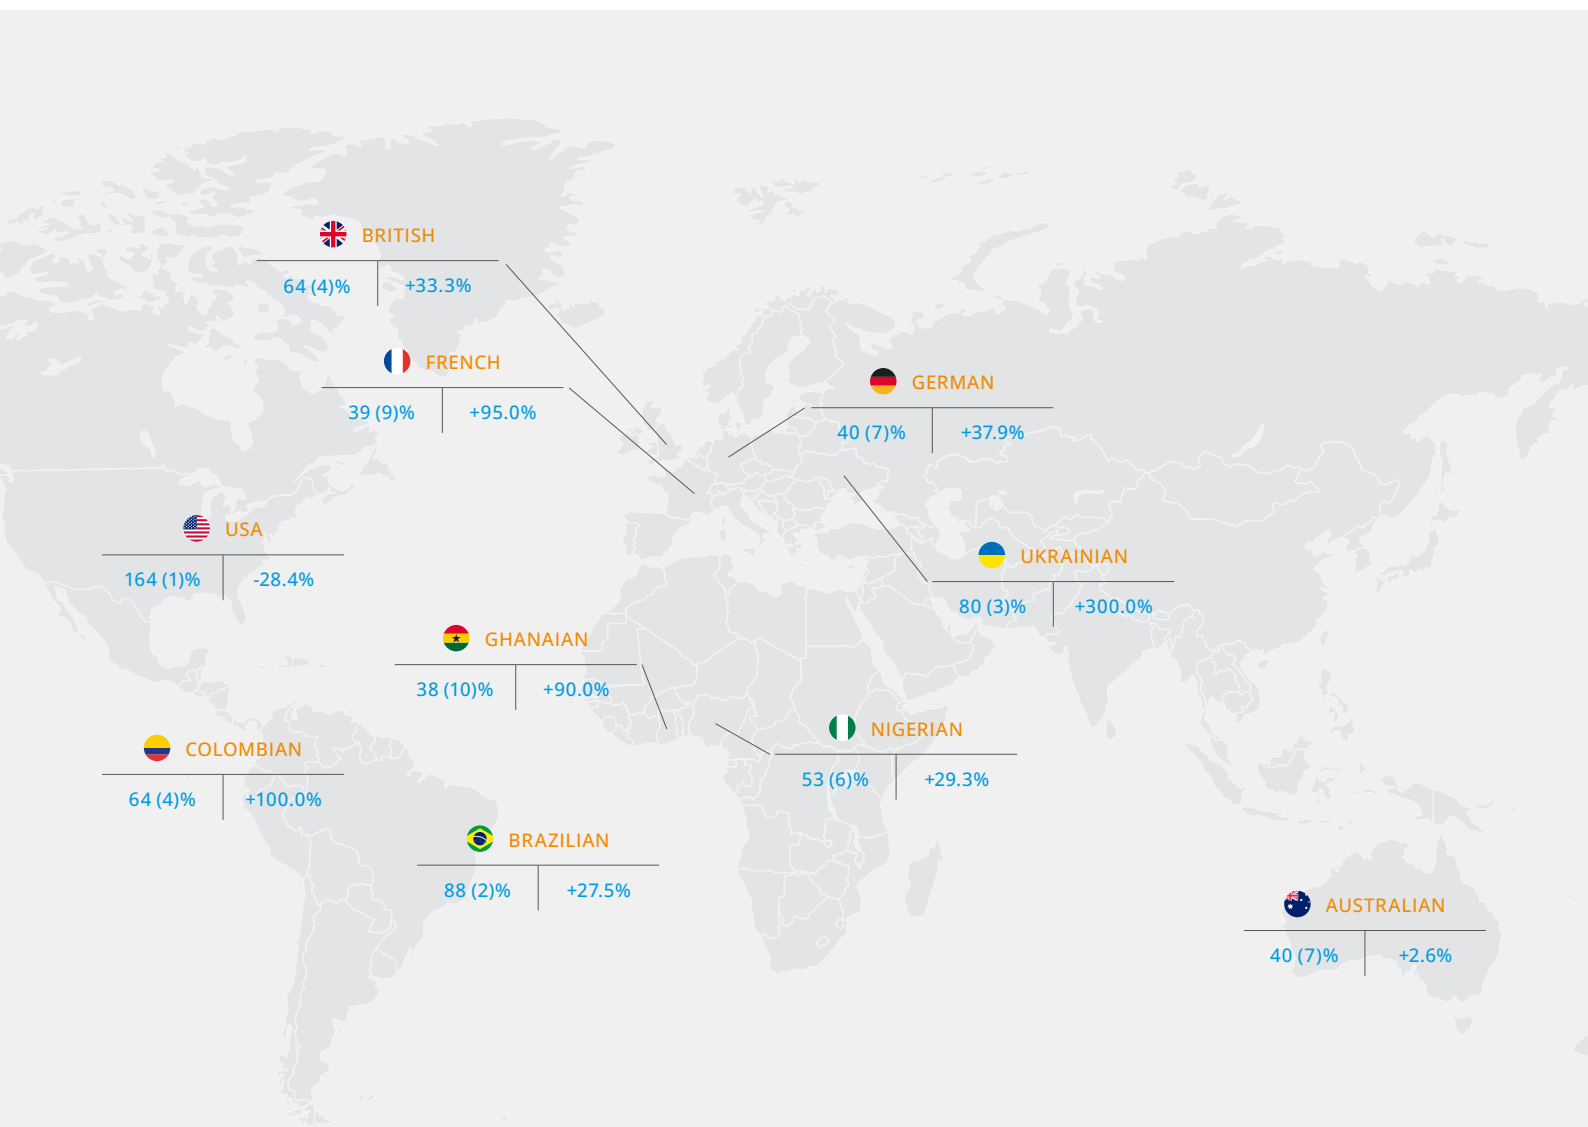 BRITISH
64 (4)% +33.3%
FRENCH
39 (9)% +95.0%
GERMAN
40 (7)% +37.9%
USA
164 (1)% -28.4%
UKRAINIAN
80 (3)% +300.0%
GHANAIAN
38 (10)% +90.0%
NIGERIAN
53 (6)% +29.3%
COLOMBIAN
64 (4)% +100.0%
BRAZILIAN
88 (2)% +27.5%
AUSTRALIAN
40 (7)% +2.6%